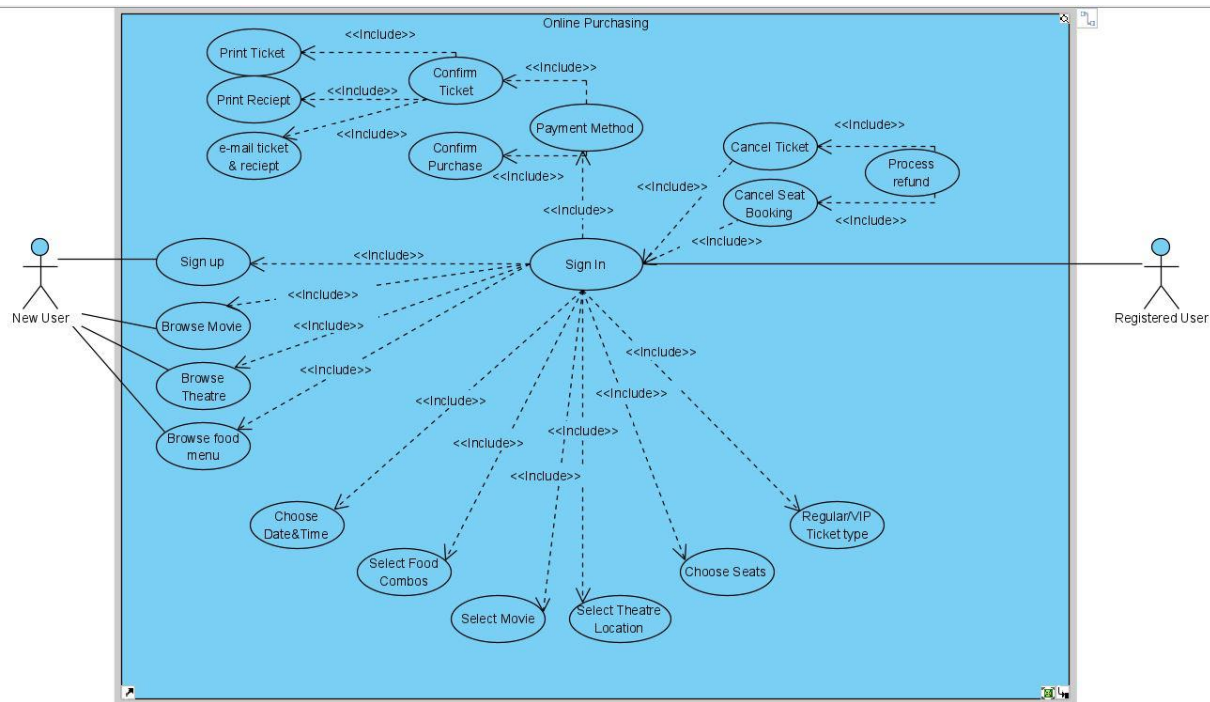 Online Purchasing
<<Include>>
Print Ticket
<<Include>>
Confirm
Ticket
Print Reciept
<<Include>>
Payment Method
<<Include>>
e-mail ticket
& reciept
<<Include>>
Confirm
Purchase
<<Include>>
Cancel Ticket
<<Include>>
Process
refund
<<Include>>
Cancel Seat
Booking
<<Include>>
<<Include>>
<<Include>>
Sign up
<<Include>>
Sign In
New User
Registered User
<<Include>>
Browse Movie
<<Include>>
Browse
Theatre
<<Include>>
Browse food
menu
<<Include>>
<<Include>>
<<Include>>
<<Include>>
<<Include>>
<<Include>>
Choose
Date&Time
Regular/VIP
Ticket type
Select Food
Combos
Choose Seats
Select Movie
Select Theatre
Location